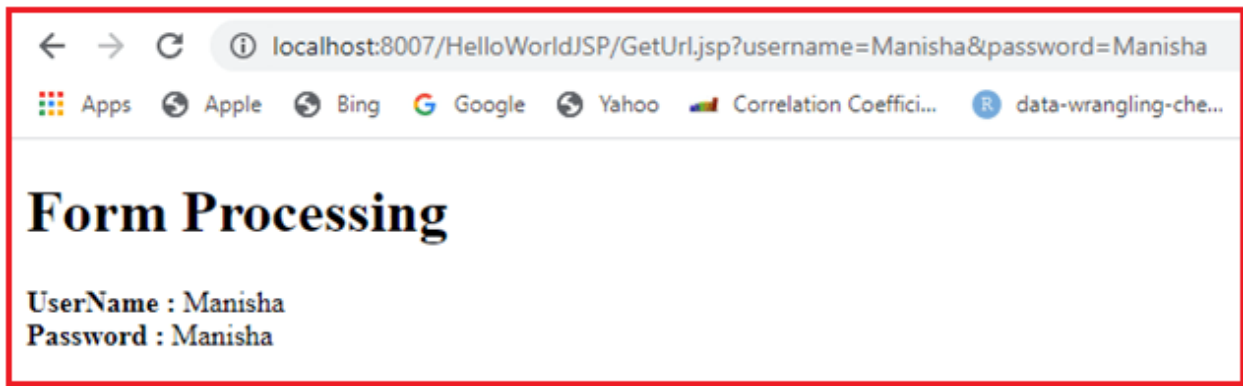 localhost:8007/HelloWorldJSP/GetUrl.jsp?username=Manisha&password=Manisha
Apps Apple Bing G Google Yahoo Correlation Coeffici... R data-wrangling-che...
Form Processing
UserName : Manisha
Password : Manisha